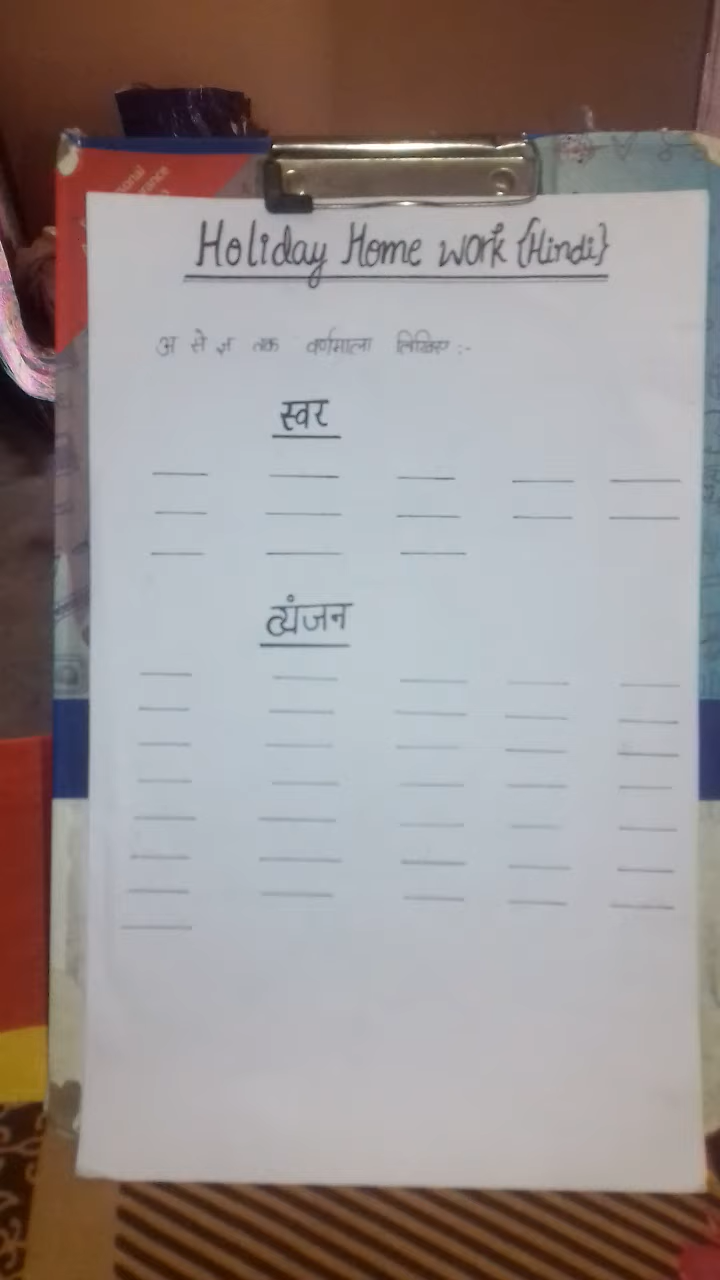 Holiday Home work {Hindi}
अ से ज्ञ तक वर्णमाला लिखिए :-
स्वर
व्यंजन